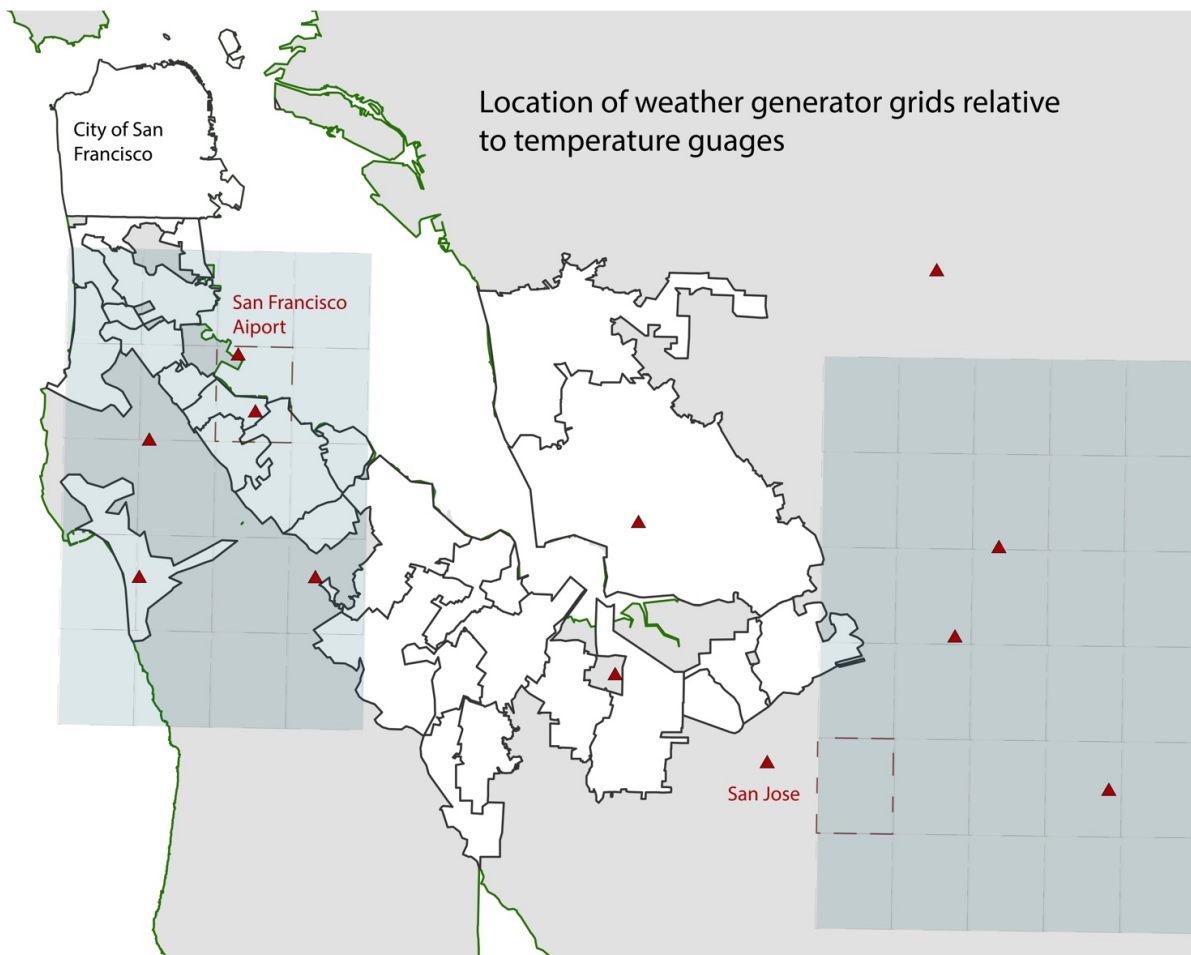 Location of weather generator grids relative
to temperature guages
City of San
Francisco
San Francisco
Aiport
San Jose